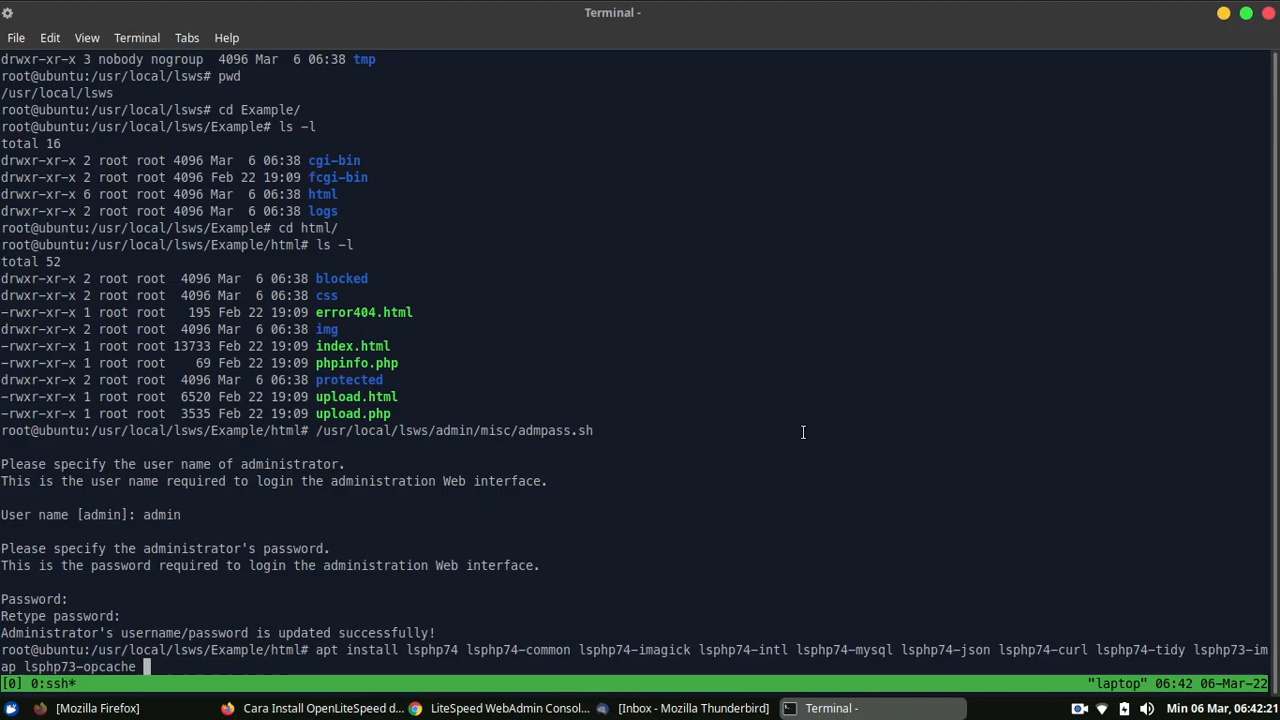 Terminal -
File Edit View Terminal Tabs Help
drwxr-xr-x 3 nobody nogroup  4096 Mar  6 06:38 tmp
root@ubuntu:/usr/local/lsws# pwd
/usr/local/lsws
root@ubuntu:/usr/local/lsws# cd Example/
root@ubuntu:/usr/local/lsws/Example# ls -l
total 16
drwxr-xr-x 2 root root 4096 Mar  6 06:38 cgi-bin
drwxr-xr-x 2 root root 4096 Feb 22 19:09 fcgi-bin
drwxr-xr-x 6 root root 4096 Mar  6 06:38 html
drwxr-xr-x 2 root root 4096 Mar  6 06:38 logs
root@ubuntu:/usr/local/lsws/Example# cd html/
root@ubuntu:/usr/local/lsws/Example/html# ls -l
total 52
drwxr-xr-x 2 root root  4096 Mar  6 06:38 blocked
drwxr-xr-x 2 root root  4096 Mar  6 06:38 css
-rwxr-xr-x 1 root root   195 Feb 22 19:09 error404.html
drwxr-xr-x 2 root root  4096 Mar  6 06:38 img
-rwxr-xr-x 1 root root 13733 Feb 22 19:09 index.html
-rwxr-xr-x 1 root root    69 Feb 22 19:09 phpinfo.php
drwxr-xr-x 2 root root  4096 Mar  6 06:38 protected
-rwxr-xr-x 1 root root  6520 Feb 22 19:09 upload.html
-rwxr-xr-x 1 root root  3535 Feb 22 19:09 upload.php
root@ubuntu:/usr/local/lsws/Example/html# /usr/local/lsws/admin/misc/admpass.sh
Please specify the user name of administrator.
This is the user name required to login the administration Web interface.
User name [admin]: admin
Please specify the administrator's password.
This is the password required to login the administration Web interface.
Password:
Retype password:
Administrator's username/password is updated successfully!
root@ubuntu:/usr/local/lsws/Example/html# apt install lsphp74 lsphp74-common lsphp74-imagick lsphp74-intl lsphp74-mysql lsphp74-json lsphp74-curl lsphp74-tidy lsphp73-im
ap lsphp73-opcache
[0] 0:ssh* "laptop" 06:42 06-Mar-22
[Mozilla Firefox] Cara Install OpenLiteSpeed d... LiteSpeed WebAdmin Consol... [Inbox - Mozilla Thunderbird] Terminal - Min 06 Mar, 06:42:21